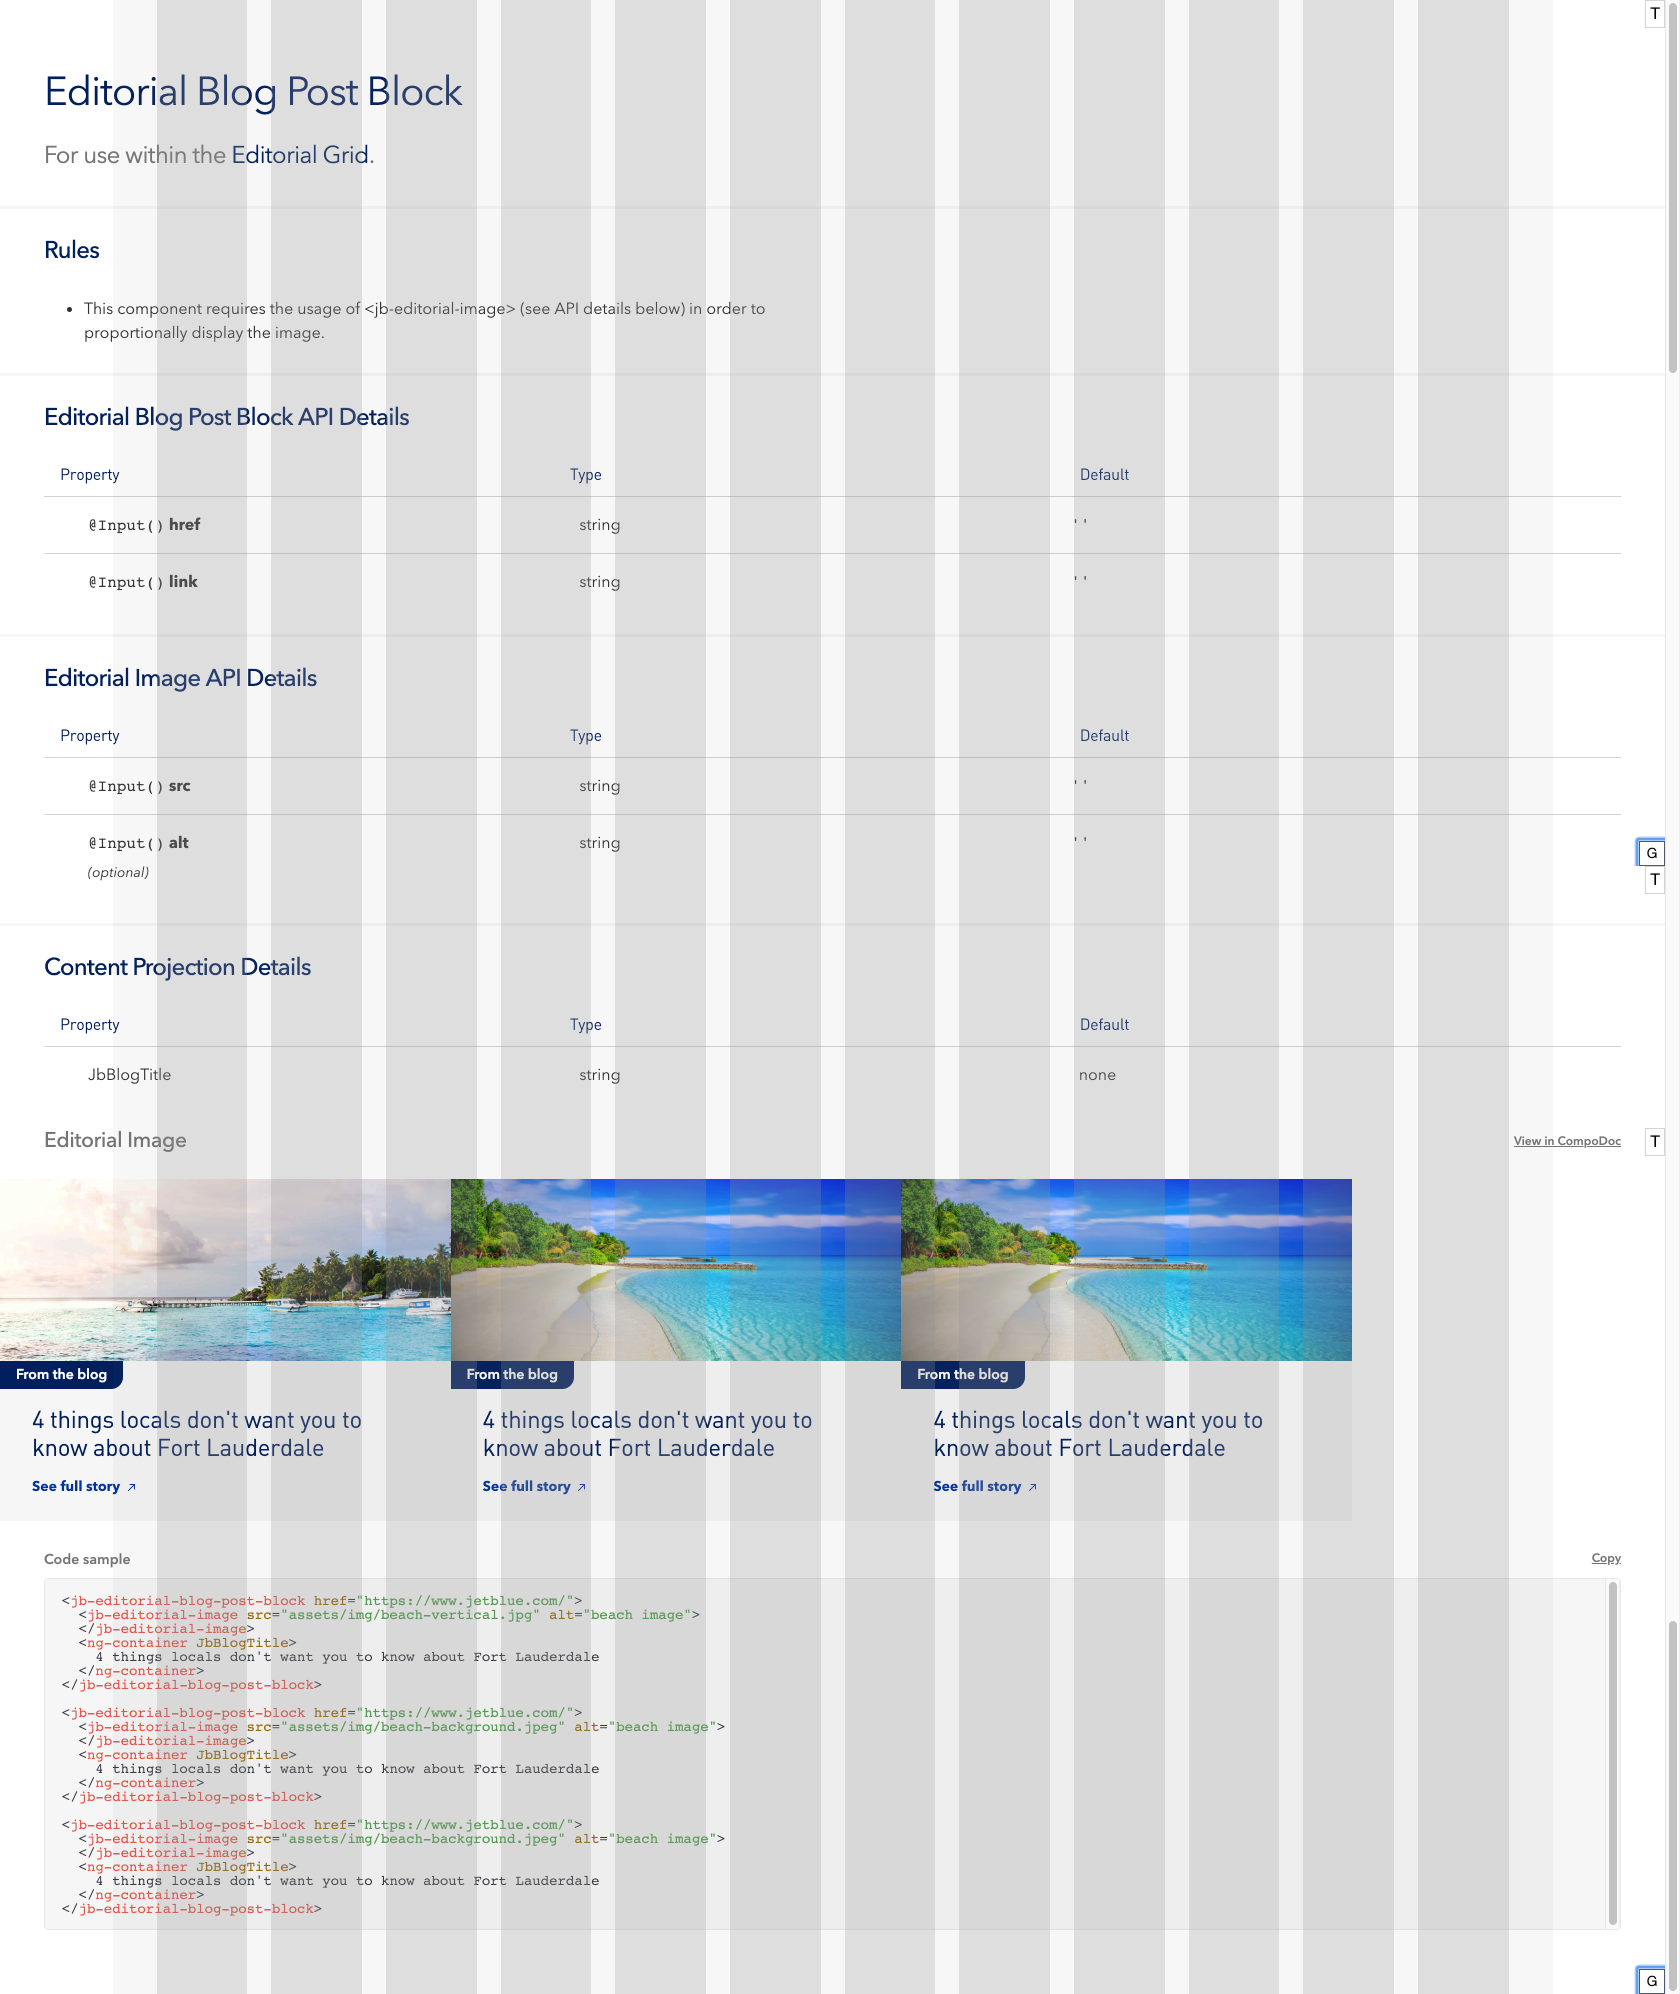 T
Editorial Blog Post Block
For use within the Editorial Grid.
Rules
• This component requires the usage of <jb-editorial-image> (see API details below) in order to
proportionally display the image.
Editorial Blog Post Block API Details
Property Type Default
@Input() href string ' '
@Input() link string ' '
Editorial Image API Details
Property Type Default
@Input() src string ' '
@Input() alt string ' '
G
(optional)
T
Content Projection Details
Property Type Default
JbBlogTitle string none
Editorial Image View in CompoDoc T
From the blog From the blog From the blog
4 things locals don't want you to 4 things locals don't want you to 4 things locals don't want you to
know about Fort Lauderdale know about Fort Lauderdale know about Fort Lauderdale
See full story ↗ See full story ↗ See full story ↗
Code sample Copy
<jb-editorial-blog-post-block href="https://www.jetblue.com/">
  <jb-editorial-image src="assets/img/beach-vertical.jpg" alt="beach image">
  </jb-editorial-image>
  <ng-container JbBlogTitle>
    4 things locals don't want you to know about Fort Lauderdale
  </ng-container>
</jb-editorial-blog-post-block>
<jb-editorial-blog-post-block href="https://www.jetblue.com/">
  <jb-editorial-image src="assets/img/beach-background.jpeg" alt="beach image">
  </jb-editorial-image>
  <ng-container JbBlogTitle>
    4 things locals don't want you to know about Fort Lauderdale
  </ng-container>
</jb-editorial-blog-post-block>
<jb-editorial-blog-post-block href="https://www.jetblue.com/">
  <jb-editorial-image src="assets/img/beach-background.jpeg" alt="beach image">
  </jb-editorial-image>
  <ng-container JbBlogTitle>
    4 things locals don't want you to know about Fort Lauderdale
  </ng-container>
</jb-editorial-blog-post-block>
G